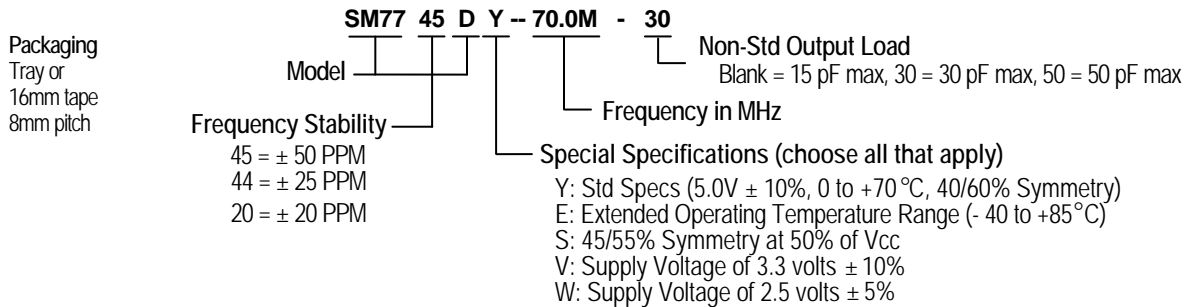 SM77 45 D Y -- 70.0M - 30
Packaging
Tray or
16mm tape
8mm pitch
Model
Non-Std Output Load
Blank = 15 pF max, 30 = 30 pF max, 50 = 50 pF max
Frequency in MHz
Frequency Stability
45 = ± 50 PPM
44 = ± 25 PPM
20 = ± 20 PPM
Special Specifications (choose all that apply)
Y: Std Specs (5.0V ± 10%, 0 to +70°C, 40/60% Symmetry)
E: Extended Operating Temperature Range (- 40 to +85°C)
S: 45/55% Symmetry at 50% of Vcc
V: Supply Voltage of 3.3 volts ± 10%
W: Supply Voltage of 2.5 volts ± 5%